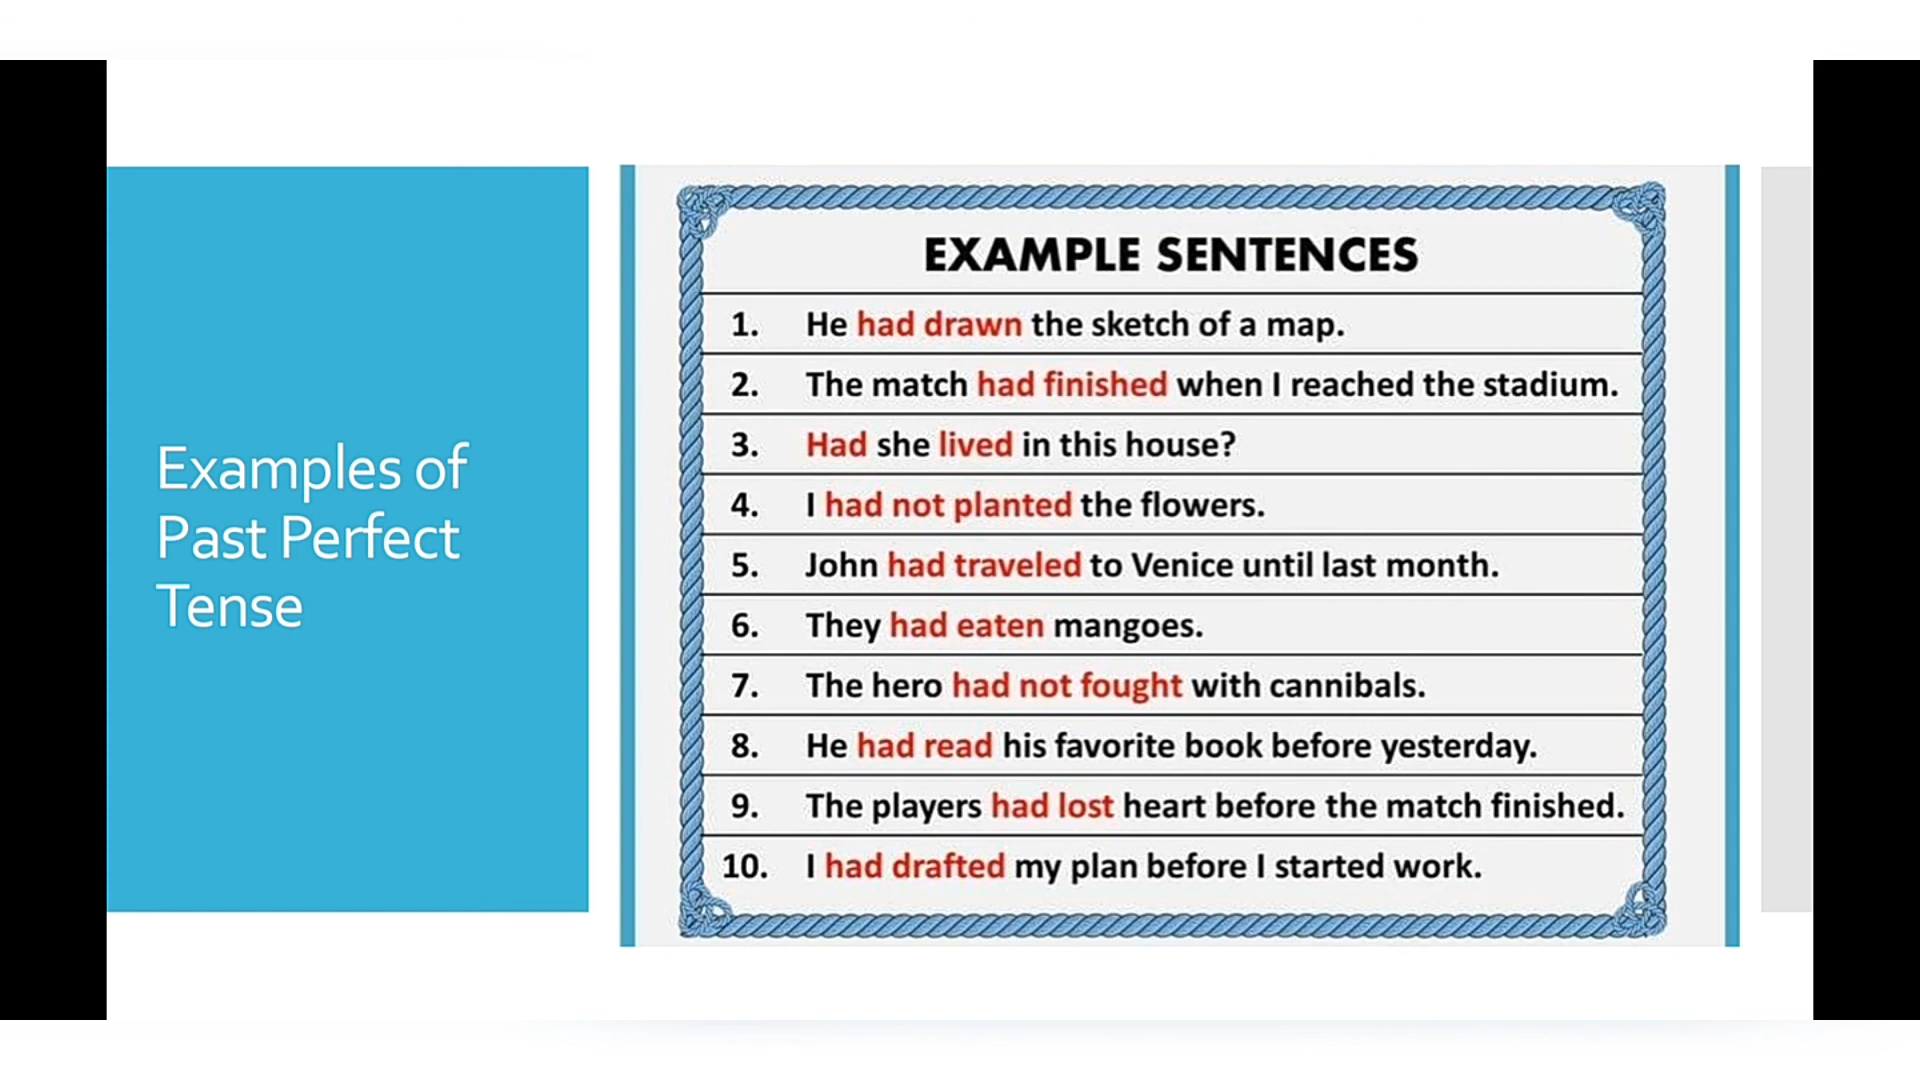 Examples of
Past Perfect
Tense
EXAMPLE SENTENCES
1. He had drawn the sketch of a map.
2. The match had finished when I reached the stadium.
3. Had she lived in this house?
4. I had not planted the flowers.
5. John had traveled to Venice until last month.
6. They had eaten mangoes.
7. The hero had not fought with cannibals.
8. He had read his favorite book before yesterday.
9. The players had lost heart before the match finished.
10. I had drafted my plan before I started work.